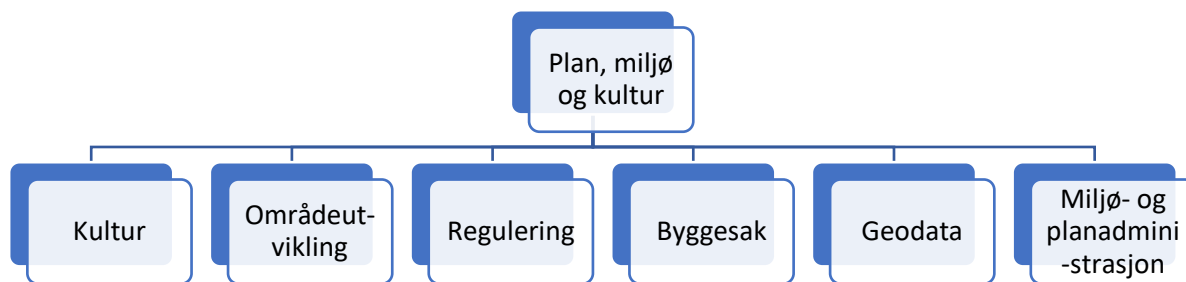 Plan, miljø
og kultur
Kultur
Områdeut-
vikling
Regulering
Byggesak
Geodata
Miljø- og
planadmini
-strasjon